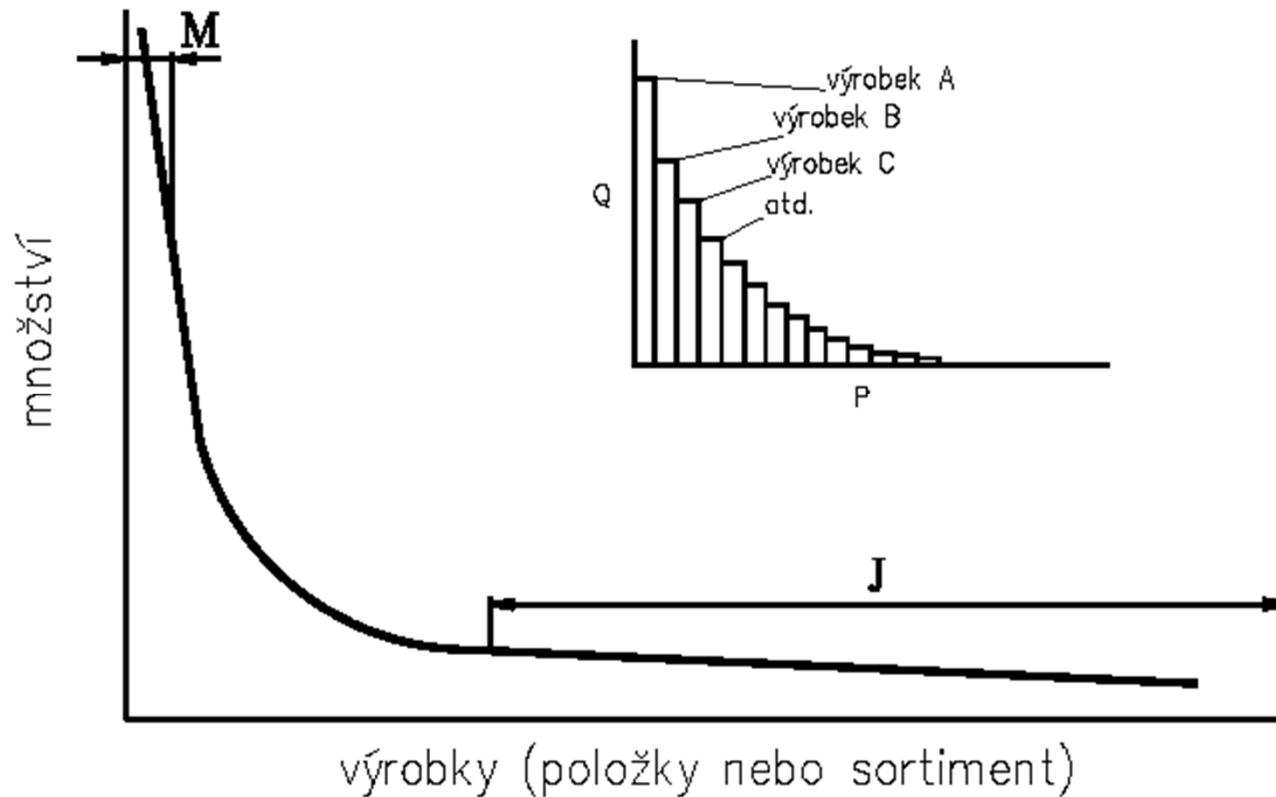 M
výrobek A
výrobek B
výrobek C
atd.
Q
P
množství
J
výrobky (položky nebo sortiment)